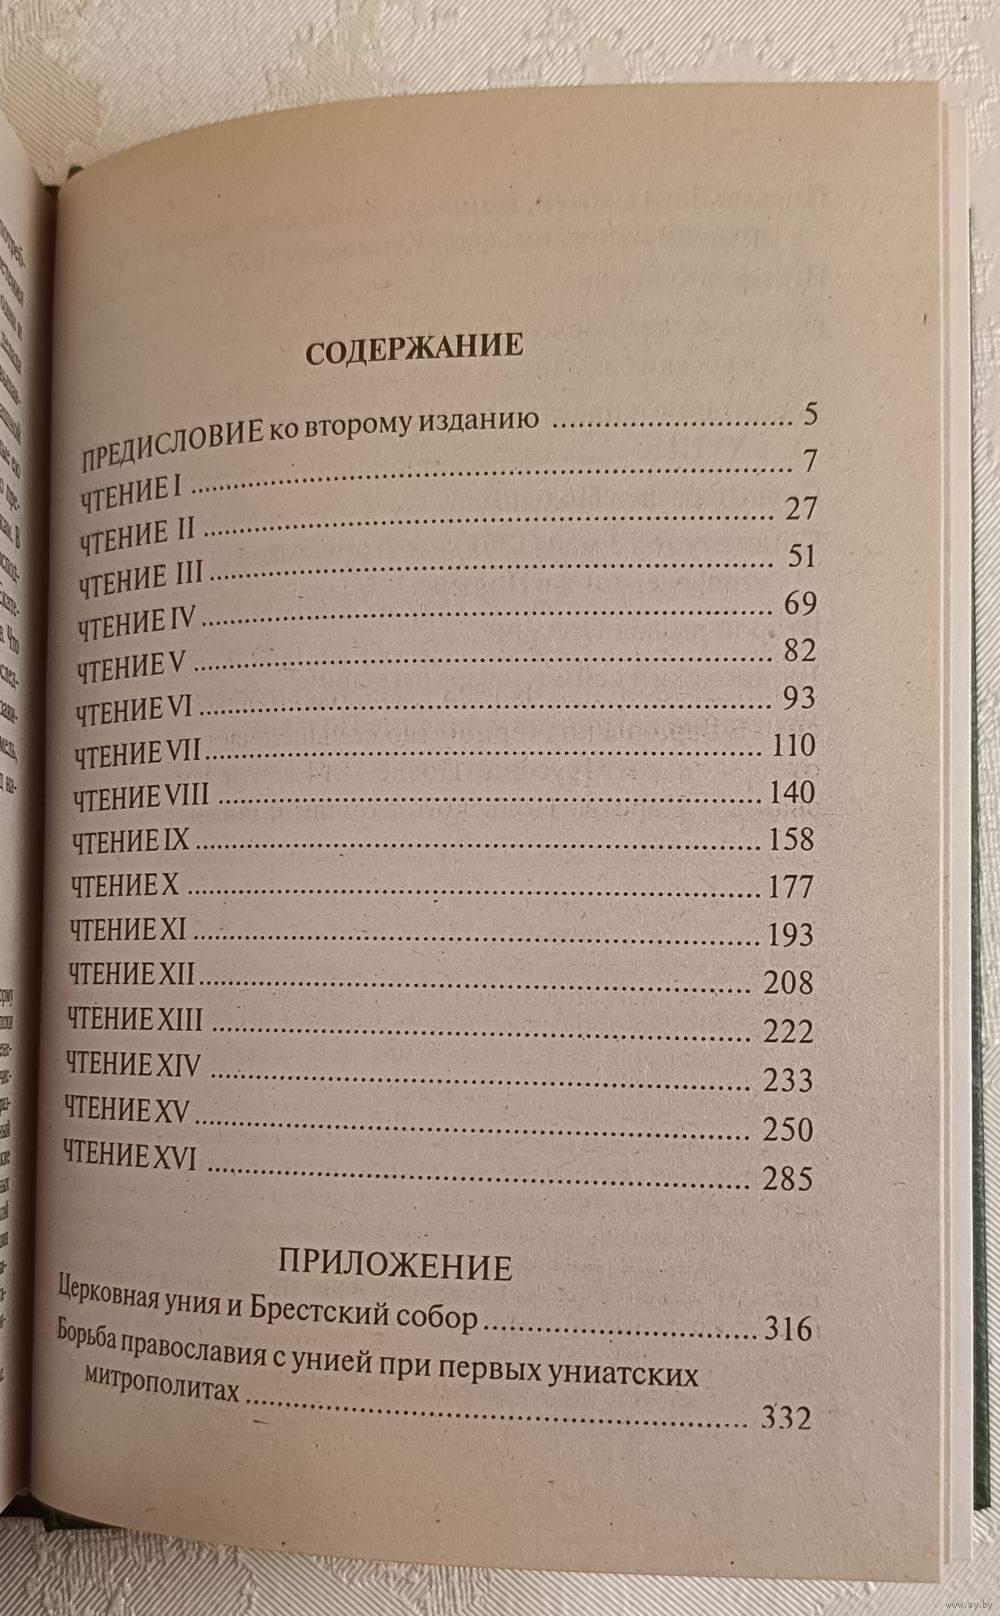 СОДЕРЖАНИЕ
ПРЕДИСЛОВИЕ ко второму изданию ........................... 5
ЧТЕНИЕ I ........................... 7
ЧТЕНИЕ II ........................... 27
ЧТЕНИЕ III ........................... 51
ЧТЕНИЕ IV ........................... 69
ЧТЕНИЕ V ........................... 82
ЧТЕНИЕ VI ........................... 93
ЧТЕНИЕ VII ........................... 110
ЧТЕНИЕ VIII ........................... 140
ЧТЕНИЕ IX ........................... 158
ЧТЕНИЕ X ........................... 177
ЧТЕНИЕ XI ........................... 193
ЧТЕНИЕ XII ........................... 208
ЧТЕНИЕ XIII ........................... 222
ЧТЕНИЕ XIV ........................... 233
ЧТЕНИЕ XV ........................... 250
ЧТЕНИЕ XVI ........................... 285
ПРИЛОЖЕНИЕ
Церковная уния и Брестский собор ........................... 316
Борьба православия с унией при первых униатских
митрополитах ........................... 332
www.ay.by